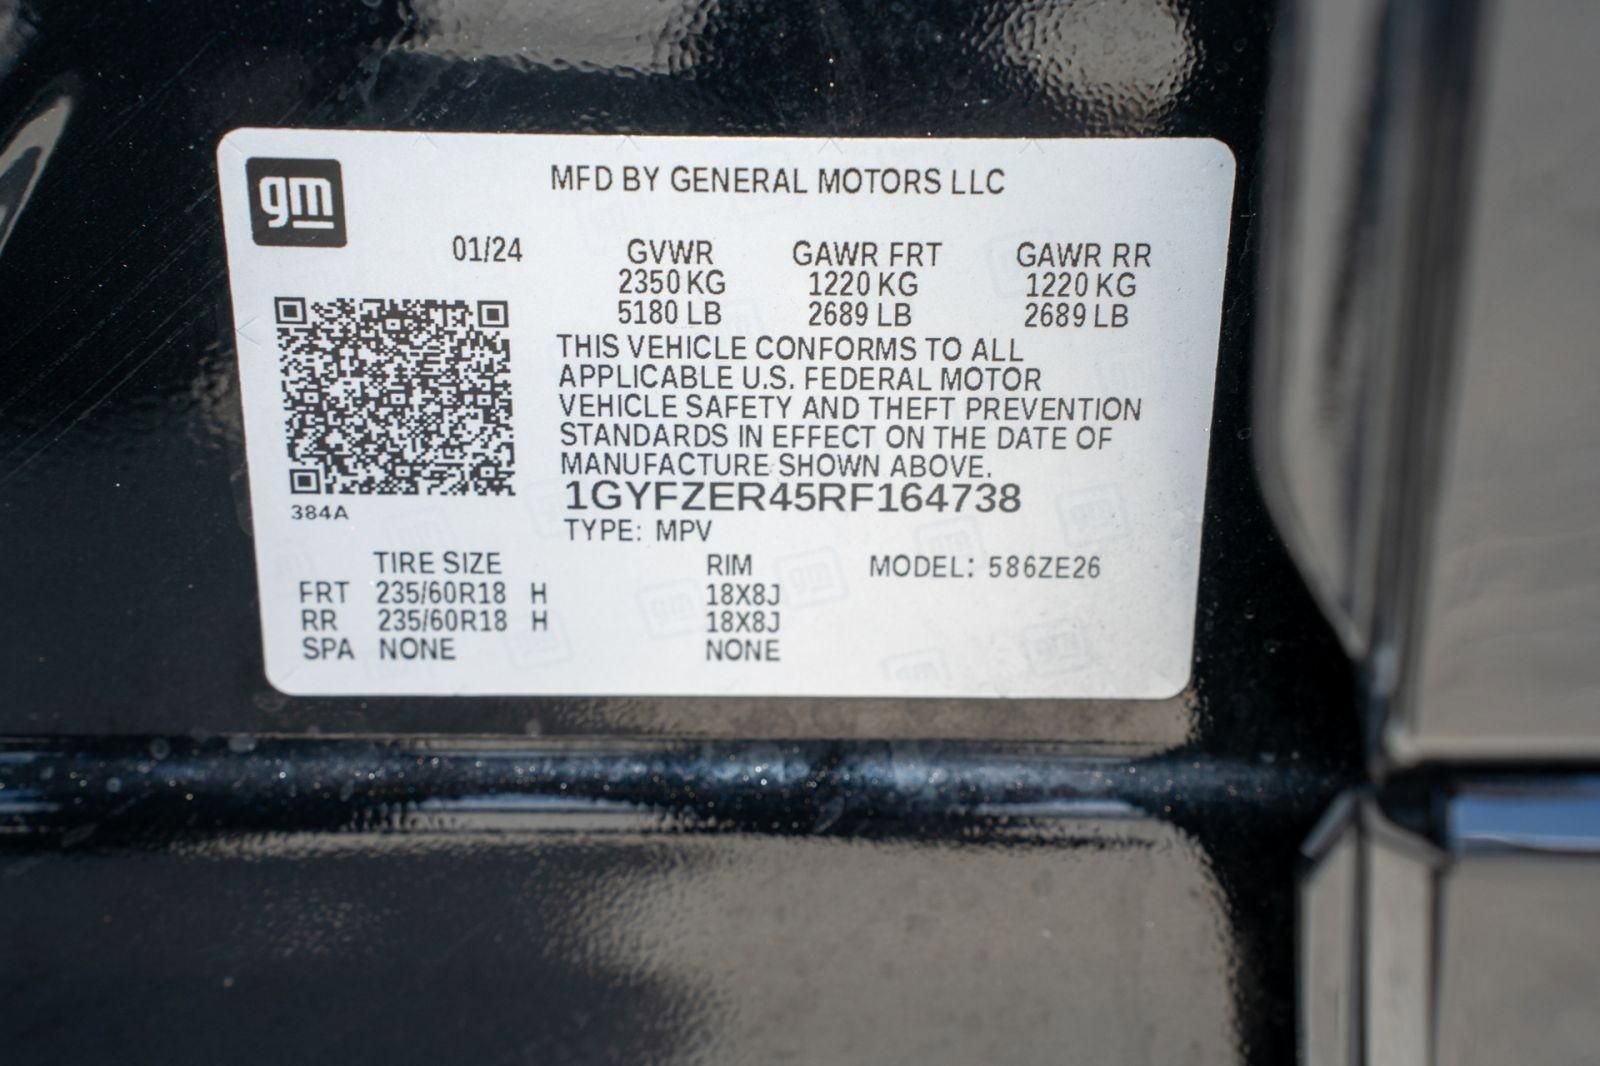 gm
MFD BY GENERAL MOTORS LLC
01/24 GVWR GAWR FRT GAWR RR
2350 KG 1220 KG 1220 KG
5180 LB 2689 LB 2689 LB
THIS VEHICLE CONFORMS TO ALL
APPLICABLE U.S. FEDERAL MOTOR
VEHICLE SAFETY AND THEFT PREVENTION
STANDARDS IN EFFECT ON THE DATE OF
MANUFACTURE SHOWN ABOVE.
1GYFZER45RF164738
384A
TYPE: MPV
TIRE SIZE RIM MODEL: 586ZE26
FRT 235/60R18 H 18X8J
RR 235/60R18 H 18X8J
SPA NONE NONE